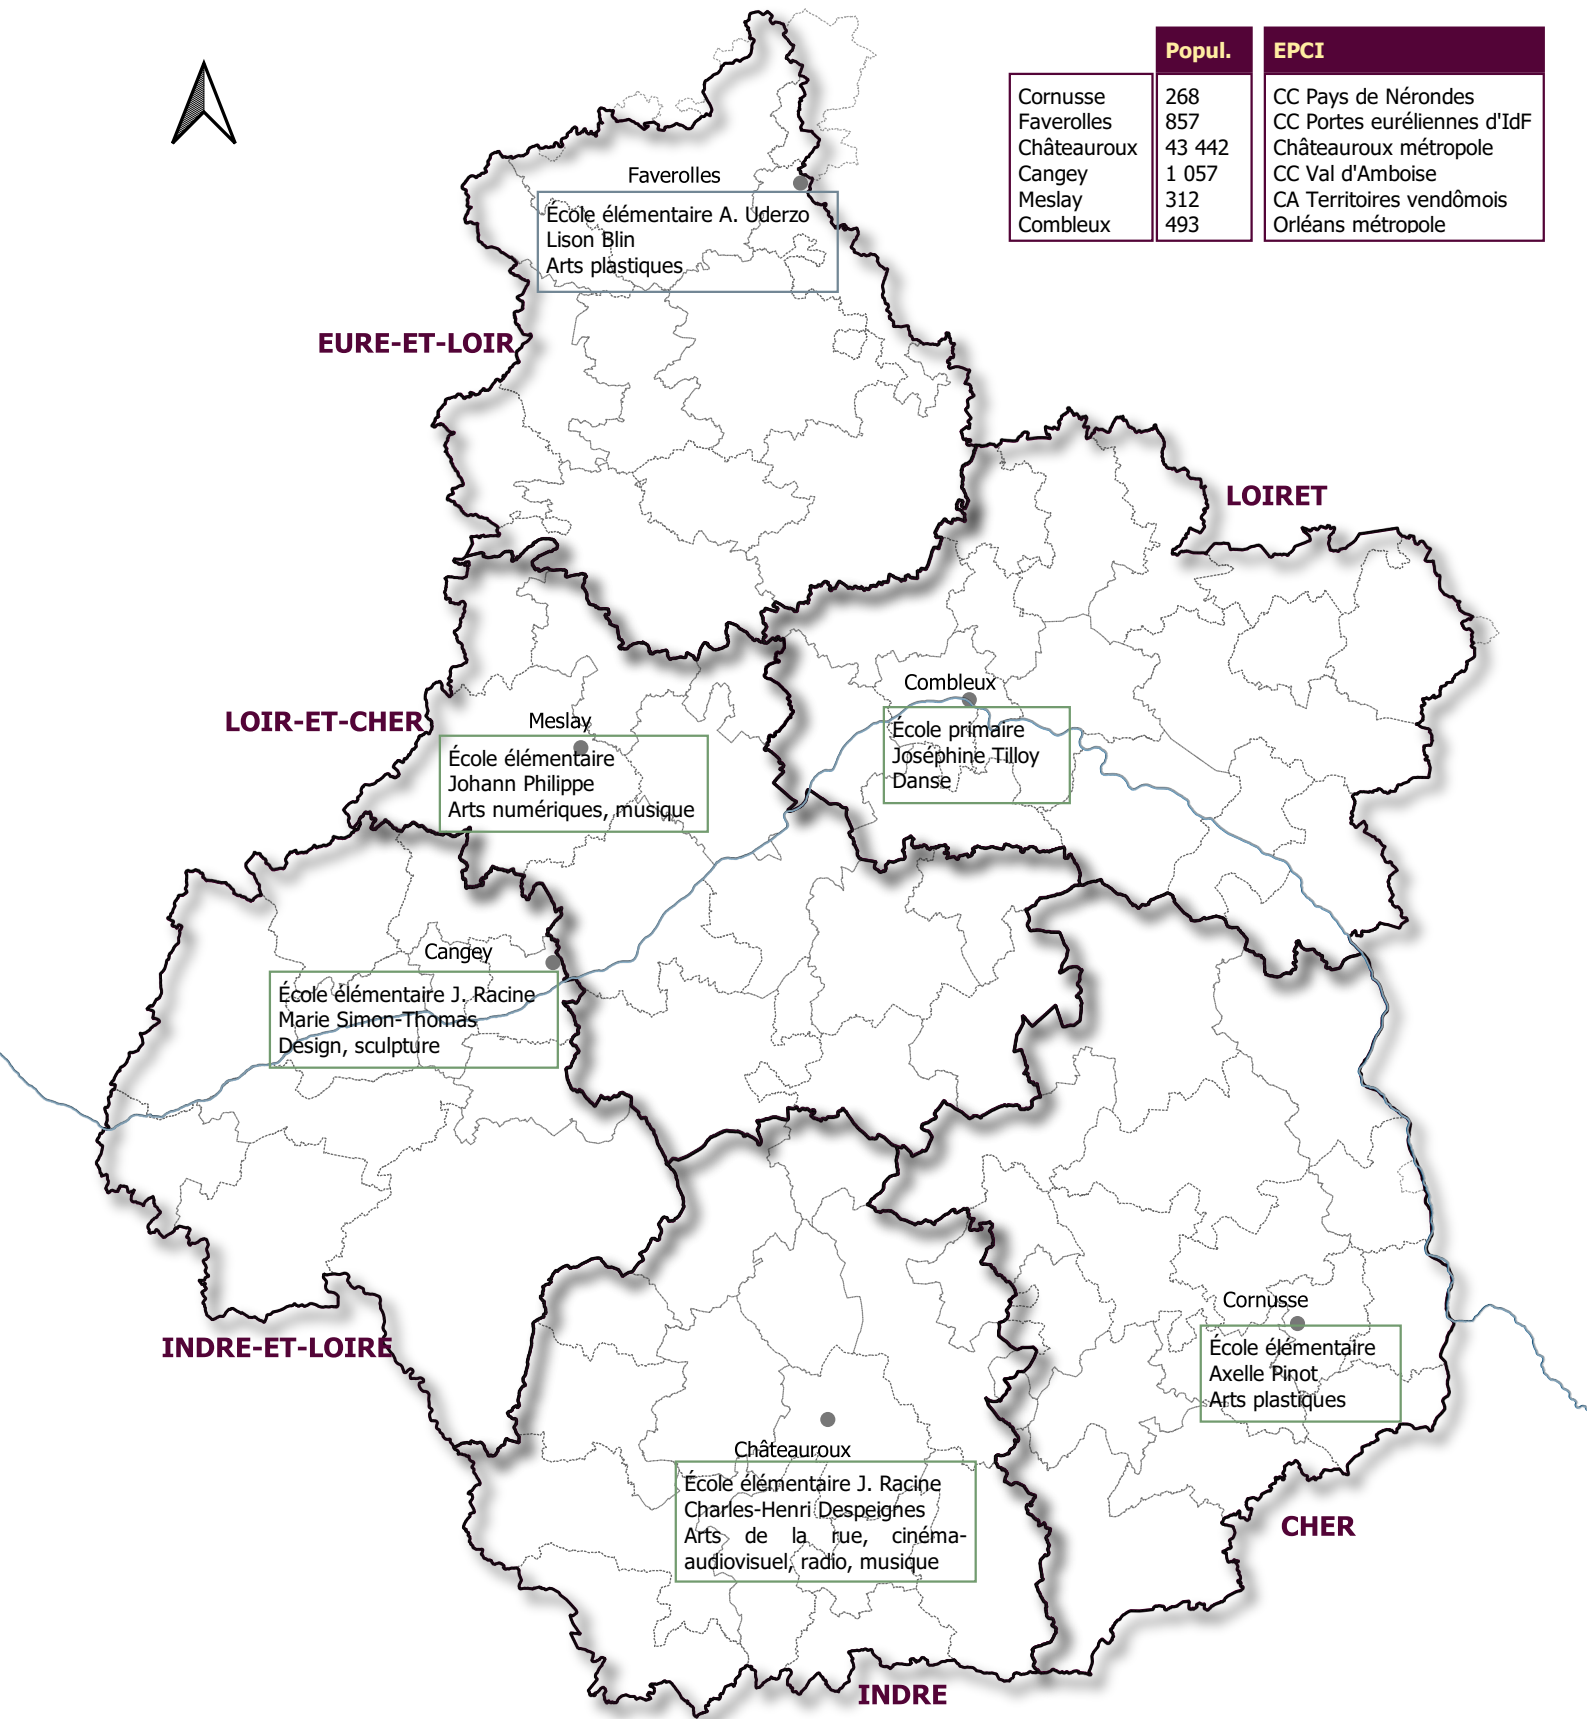 Popul. EPCI
Cornusse 268 CC Pays de Nérondes
Faverolles 857 CC Portes euréliennes d'IdF
Châteauroux 43 442 Châteauroux métropole
Cangey 1 057 CC Val d'Amboise
Meslay 312 CA Territoires vendômois
Combleux 493 Orléans métropole
Faverolles
École élémentaire A. Uderzo
Lison Blin
Arts plastiques
EURE-ET-LOIR
LOIRET
Combleux
École primaire
Joséphine Tilloy
Danse
LOIR-ET-CHER
Meslay
École élémentaire
Johann Philippe
Arts numériques, musique
Cangey
École élémentaire J. Racine
Marie Simon-Thomas
Design, sculpture
INDRE-ET-LOIRE
Cornusse
École élémentaire
Axelle Pinot
Arts plastiques
Châteauroux
École élémentaire J. Racine
Charles-Henri Despeignes
Arts de la rue, cinéma-
audiovisuel, radio, musique
CHER
INDRE